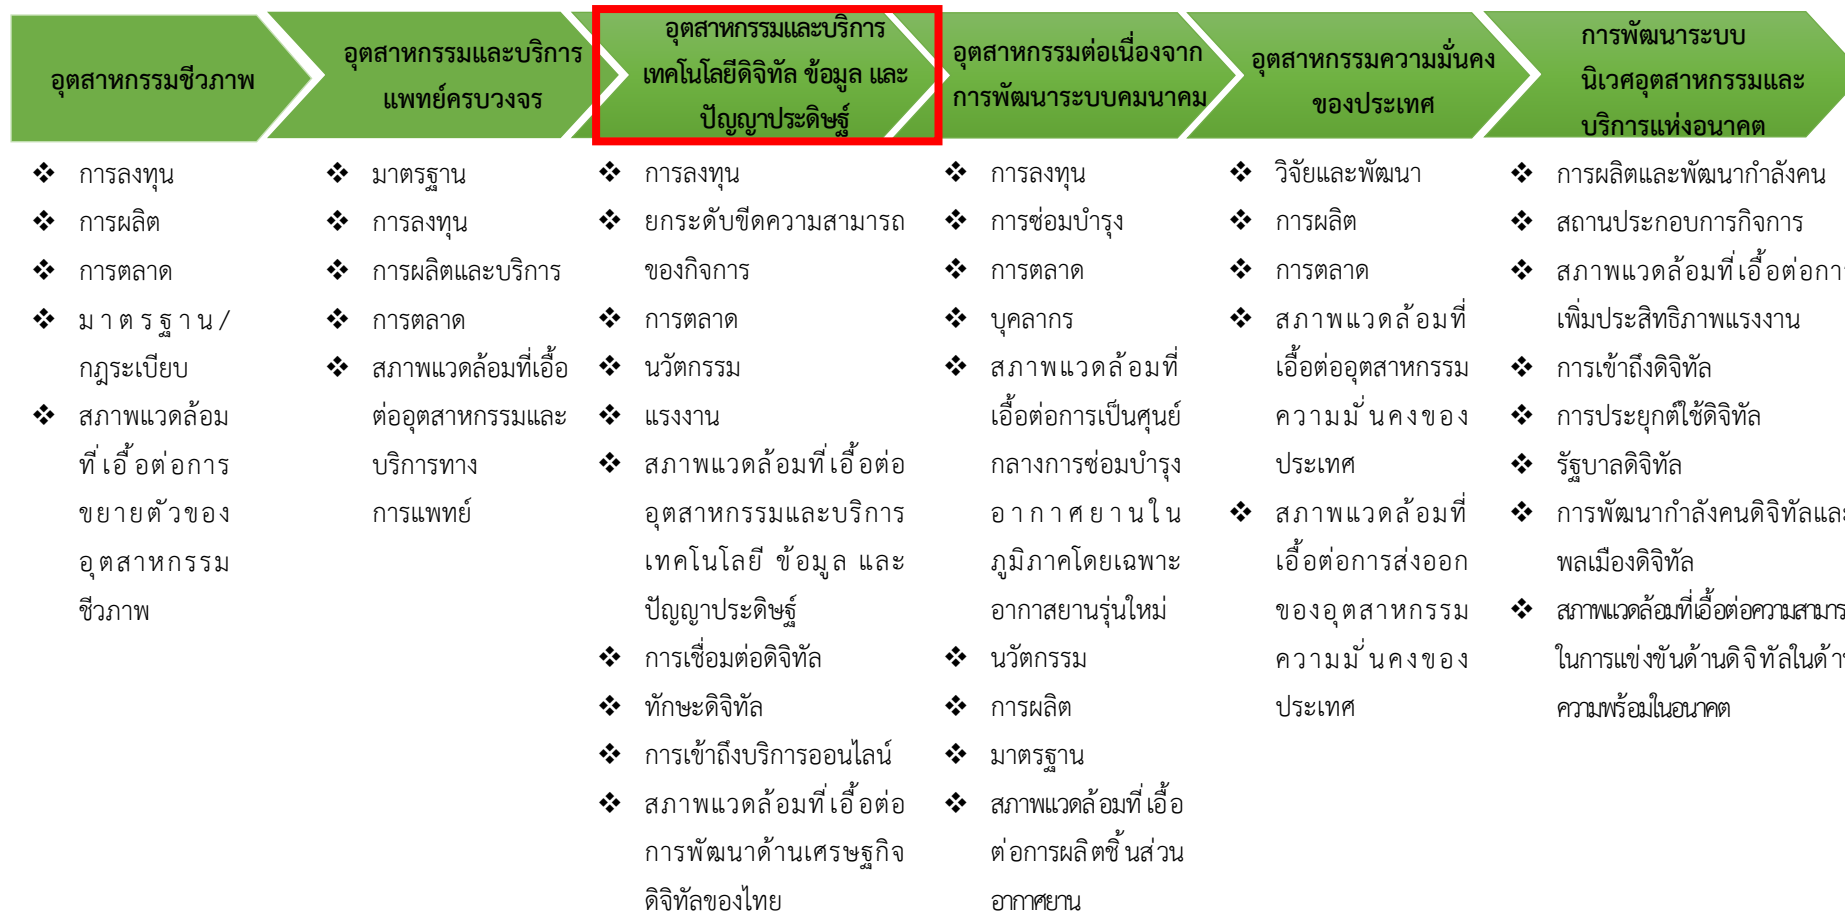 อุตสาหกรรมชีวภาพ
❖ การลงทุน
❖ การผลิต
❖ การตลาด
❖ มาตรฐาน/
กฎระเบียบ
❖ สภาพแวดล้อม
ที่เอื้อต่อการ
ขยายตัวของ
อุตสาหกรรม
ชีวภาพ
อุตสาหกรรมและบริการ
แพทย์ครบวงจร
❖ มาตรฐาน
❖ การลงทุน
❖ การผลิตและบริการ
❖ การตลาด
❖ สภาพแวดล้อมที่เอื้อ
ต่ออุตสาหกรรมและ
บริการทาง
การแพทย์
อุตสาหกรรมและบริการ
เทคโนโลยีดิจิทัล ข้อมูล และ
ปัญญาประดิษฐ์
❖ การลงทุน
❖ ยกระดับขีดความสามารถ
ของกิจการ
❖ การตลาด
❖ นวัตกรรม
❖ แรงงาน
❖ สภาพแวดล้อมที่เอื้อต่อ
อุตสาหกรรมและบริการ
เทคโนโลยี ข้อมูล และ
ปัญญาประดิษฐ์
❖ การเชื่อมต่อดิจิทัล
❖ ทักษะดิจิทัล
❖ การเข้าถึงบริการออนไลน์
❖ สภาพแวดล้อมที่เอื้อต่อ
การพัฒนาด้านเศรษฐกิจ
ดิจิทัลของไทย
อุตสาหกรรมต่อเนื่องจาก
การพัฒนาระบบคมนาคม
❖ การลงทุน
❖ การซ่อมบำรุง
❖ การตลาด
❖ บุคลากร
❖ สภาพแวดล้อมที่
เอื้อต่อการเป็นศูนย์
กลางการซ่อมบำรุง
อากาศยานใน
ภูมิภาคโดยเฉพาะ
อากาสยานรุ่นใหม่
❖ นวัตกรรม
❖ การผลิต
❖ มาตรฐาน
❖ สภาพแวดล้อมที่เอื้อ
ต่อการผลิตชิ้นส่วน
อากาศยาน
อุตสาหกรรมความมั่นคง
ของประเทศ
❖ วิจัยและพัฒนา
❖ การผลิต
❖ การตลาด
❖ สภาพแวดล้อมที่
เอื้อต่ออุตสาหกรรม
ความมั่นคงของ
ประเทศ
❖ สภาพแวดล้อมที่
เอื้อต่อการส่งออก
ของอุตสาหกรรม
ความมั่นคงของ
ประเทศ
การพัฒนาระบบ
นิเวศอุตสาหกรรมและ
บริการแห่งอนาคต
❖ การผลิตและพัฒนากำลังคน
❖ สถานประกอบการกิจการ
❖ สภาพแวดล้อมที่เอื้อต่อการ
เพิ่มประสิทธิภาพแรงงาน
❖ การเข้าถึงดิจิทัล
❖ การประยุกต์ใช้ดิจิทัล
❖ รัฐบาลดิจิทัล
❖ การพัฒนากำลังคนดิจิทัลและ
พลเมืองดิจิทัล
❖ สภาพแวดล้อมที่เอื้อต่อความสามาร
ในการแข่งขันด้านดิจิทัลในด้าน
ความพร้อมในอนาคต